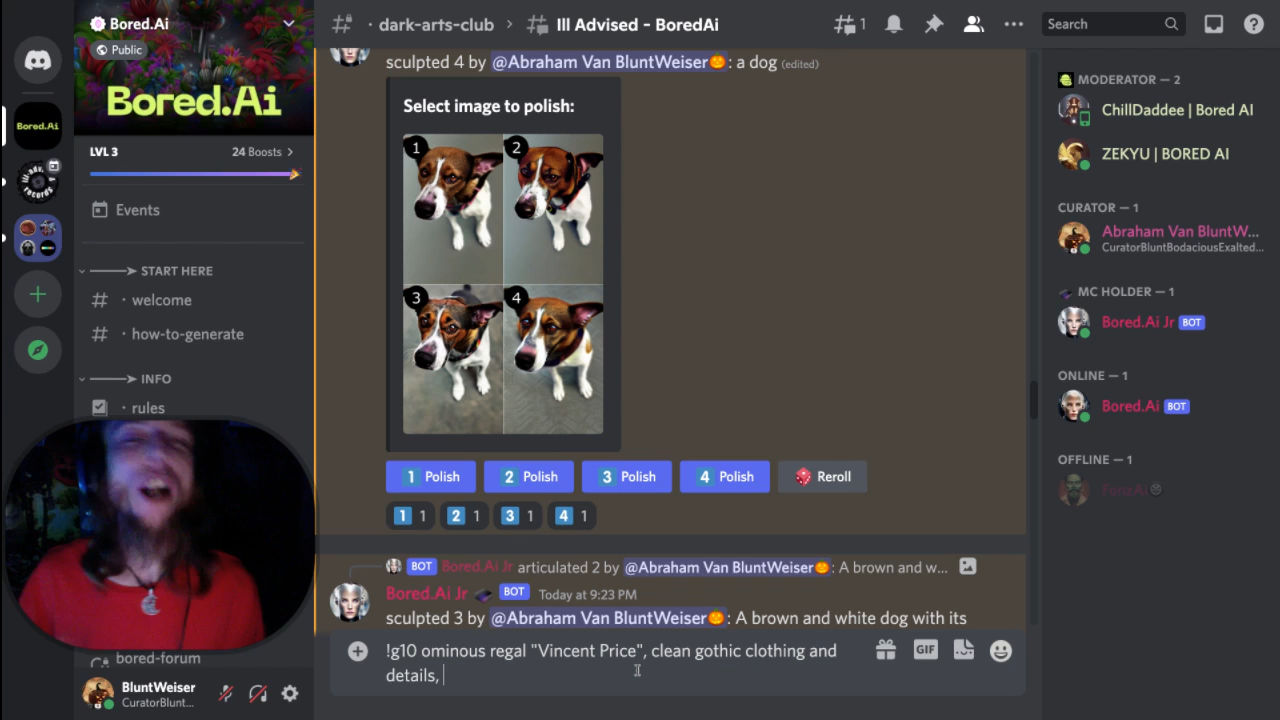 Bored.Ai
Public
Bored.Ai
LVL 3
24 Boosts
Events
START HERE
# · welcome
# · how-to-generate
INFO
· rules
bored-forum
BluntWeiser
CuratorBlunt...
Bored.Ai
· dark-arts-club > Ill Advised - BoredAi
1
Search
sculpted 4 by @Abraham Van BluntWeiser🎃: a dog (edited)
Select image to polish:
1
2
3
4
1 Polish
2 Polish
3 Polish
4 Polish
Reroll
1 1
2 1
3 1
4 1
BOT Bored.Ai Jr articulated 2 by @Abraham Van BluntWeiser🎃: A brown and w...
Bored.Ai Jr BOT Today at 9:23 PM
sculpted 3 by @Abraham Van BluntWeiser🎃: A brown and white dog with its
!g10 ominous regal "Vincent Price", clean gothic clothing and
details,
GIF
MODERATOR — 2
ChillDaddee | Bored AI
ZEKYU | BORED AI
CURATOR — 1
Abraham Van BluntW...
CuratorBluntBodaciousExalted...
MC HOLDER — 1
Bored.Ai Jr BOT
ONLINE — 1
Bored.Ai BOT
OFFLINE — 1
FonzAi